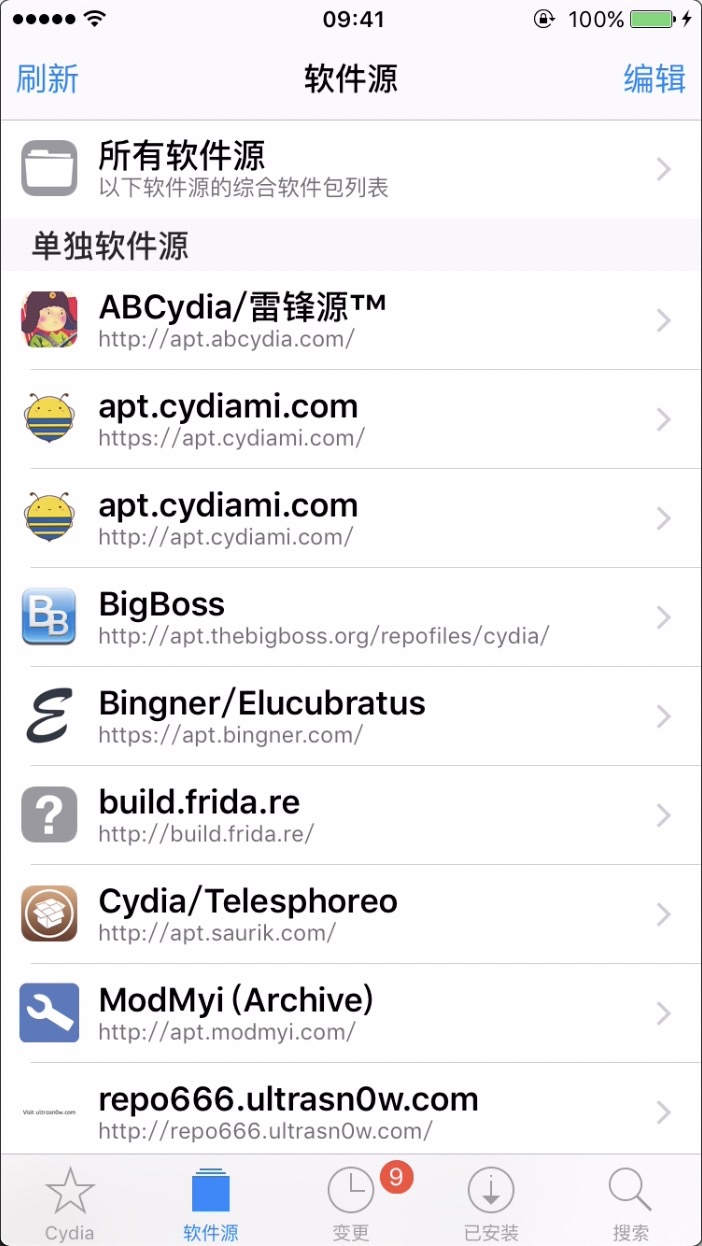 09:41
100%
刷新
软件源
编辑
所有软件源
以下软件源的综合软件包列表
单独软件源
ABCydia/雷锋源™
http://apt.abcydia.com/
apt.cydiami.com
https://apt.cydiami.com/
apt.cydiami.com
http://apt.cydiami.com/
BB
BigBoss
http://apt.thebigboss.org/repofiles/cydia/
Bingner/Elucubratus
https://apt.bingner.com/
?
build.frida.re
http://build.frida.re/
Cydia/Telesphoreo
http://apt.saurik.com/
ModMyi (Archive)
http://apt.modmyi.com/
Visit ultrasn0w.com
repo666.ultrasn0w.com
http://repo666.ultrasn0w.com/
9
Cydia
软件源
变更
已安装
搜索